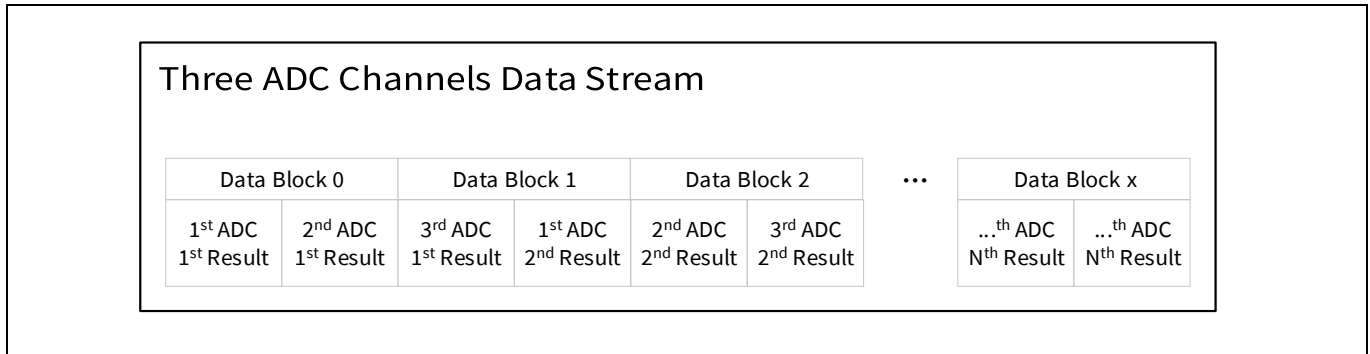 Three ADC Channels Data Stream
Data Block 0 Data Block 1 Data Block 2 ... Data Block x
1st ADC 2nd ADC 3rd ADC 1st ADC 2nd ADC 3rd ADC ...th ADC ...th ADC
1st Result 1st Result 1st Result 2nd Result 2nd Result 2nd Result Nth Result Nth Result